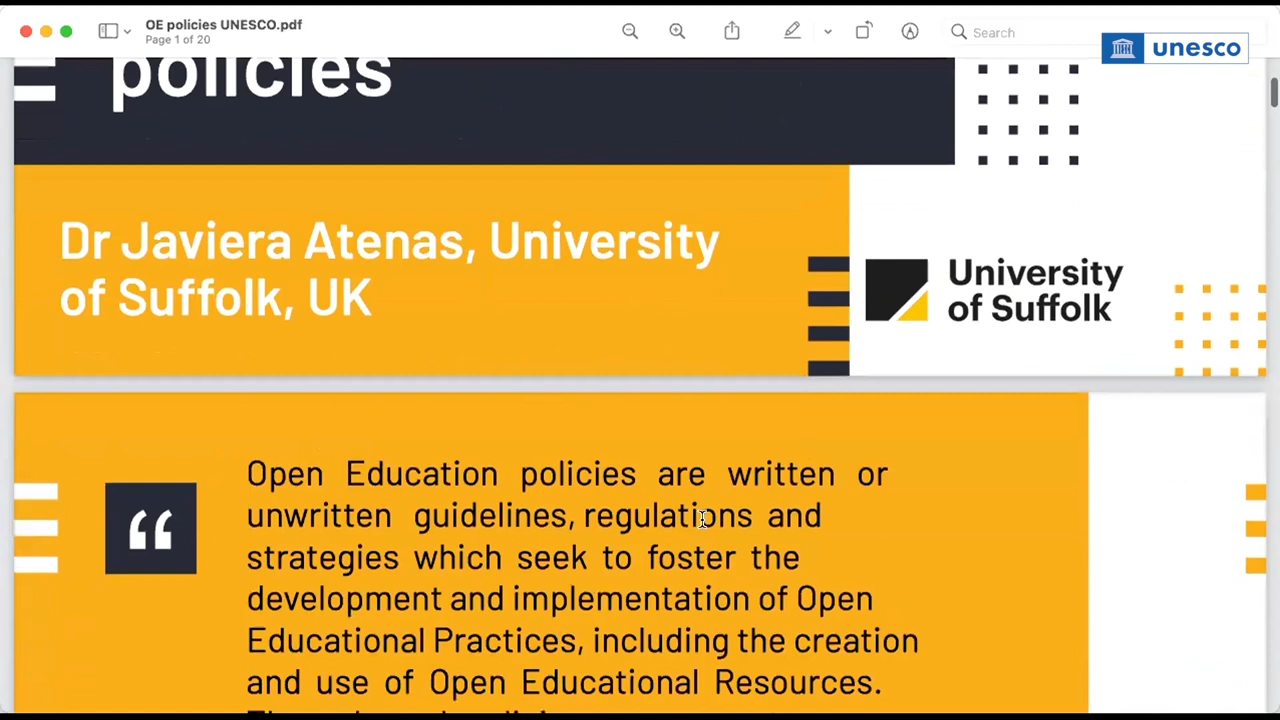 OE policies UNESCO.pdf
Page 1 of 20
Search
unesco
policies
Dr Javiera Atenas, University
of Suffolk, UK
University
of Suffolk
“
Open Education policies are written or
unwritten guidelines, regulations and
strategies which seek to foster the
development and implementation of Open
Educational Practices, including the creation
and use of Open Educational Resources.